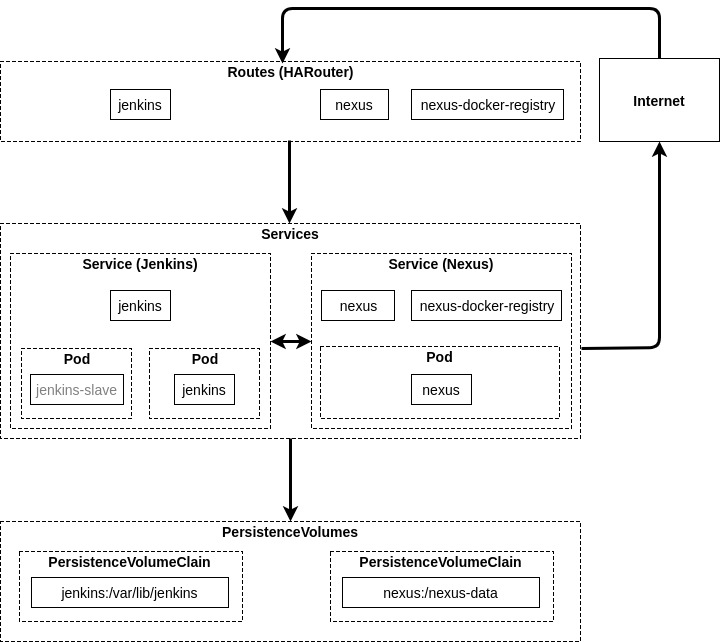 Routes (HARouter)
jenkins
nexus
nexus-docker-registry
Internet
Services
Service (Jenkins)
jenkins
Pod
jenkins-slave
Pod
jenkins
Service (Nexus)
nexus
nexus-docker-registry
Pod
nexus
PersistenceVolumes
PersistenceVolumeClain
jenkins:/var/lib/jenkins
PersistenceVolumeClain
nexus:/nexus-data